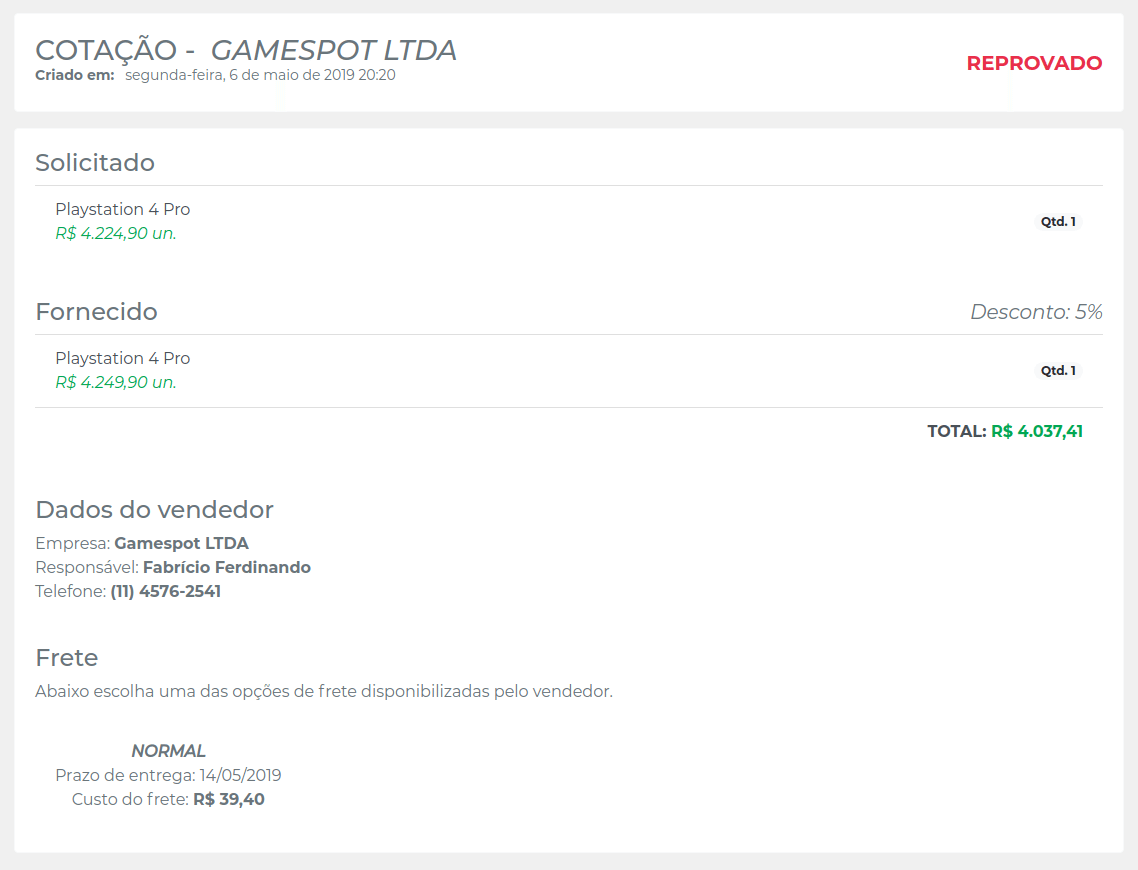 COTAÇÃO - GAMESPOT LTDA
Criado em: segunda-feira, 6 de maio de 2019 20:20
REPROVADO
Solicitado
Playstation 4 Pro
R$ 4.224,90 un.
Qtd. 1
Fornecido
Desconto: 5%
Playstation 4 Pro
R$ 4.249,90 un.
Qtd. 1
TOTAL: R$ 4.037,41
Dados do vendedor
Empresa: Gamespot LTDA
Responsável: Fabrício Ferdinando
Telefone: (11) 4576-2541
Frete
Abaixo escolha uma das opções de frete disponibilizadas pelo vendedor.
NORMAL
Prazo de entrega: 14/05/2019
Custo do frete: R$ 39,40